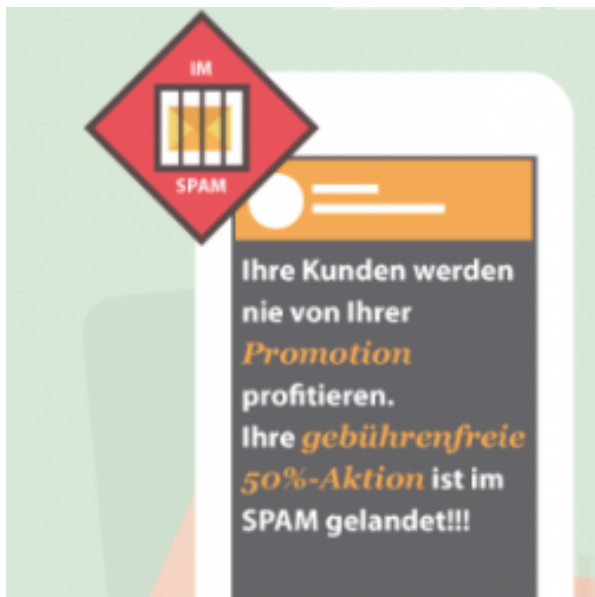 IM
SPAM
Ihre Kunden werden
nie von Ihrer
Promotion
profitieren.
Ihre gebührenfreie
50%-Aktion ist im
SPAM gelandet!!!